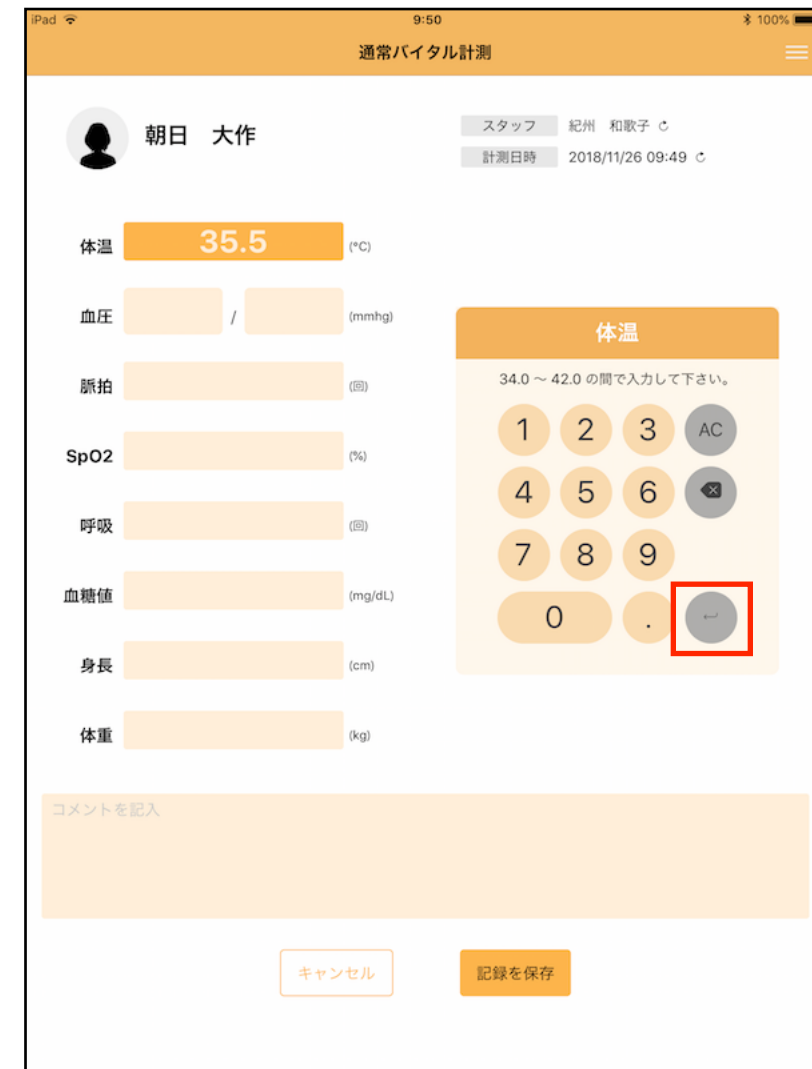 iPad 9:50 100%
通常バイタル計測
朝日 大作
スタッフ 紀州 和歌子
計測日時 2018/11/26 09:49
体温 35.5 (°C)
血圧 / (mmhg)
脈拍 (回)
SpO2 (%)
呼吸 (回)
血糖値 (mg/dL)
身長 (cm)
体重 (kg)
体温
34.0 ～ 42.0 の間で入力して下さい。
1 2 3 AC
4 5 6
7 8 9
0 .
コメントを記入
キャンセル 記録を保存